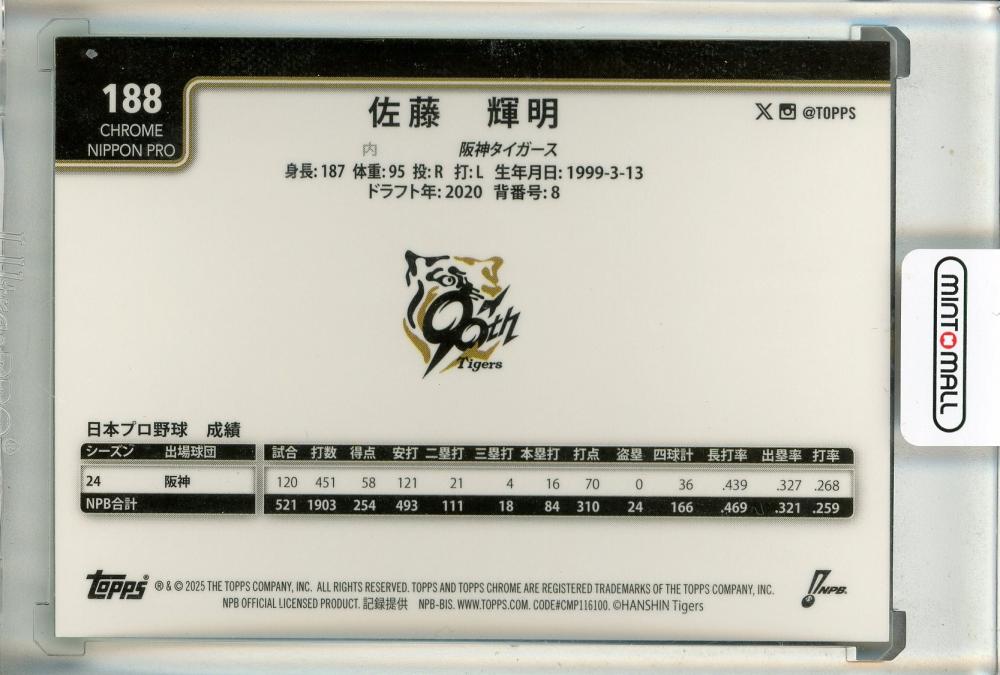 188
CHROME
NIPPON PRO
佐藤 輝明
@TOPPS
内 阪神タイガース
身長:187 体重:95 投:R 打:L 生年月日:1999-3-13
ドラフト年:2020 背番号:8
90th
Tigers
MINT MALL
日本プロ野球 成績
シーズン 出場球団 試合 打数 得点 安打 二塁打 三塁打 本塁打 打点 盗塁 四球計 長打率 出塁率 打率
24 阪神 120 451 58 121 21 4 16 70 0 36 .439 .327 .268
NPB合計 521 1903 254 493 111 18 84 310 24 166 .469 .321 .259
topps ® & © 2025 THE TOPPS COMPANY, INC. ALL RIGHTS RESERVED. TOPPS AND TOPPS CHROME ARE REGISTERED TRADEMARKS OF THE TOPPS COMPANY, INC.
NPB OFFICIAL LICENSED PRODUCT. 記録提供 NPB-BIS. WWW.TOPPS.COM. CODE#CMP116100. ©HANSHIN Tigers
NPB.